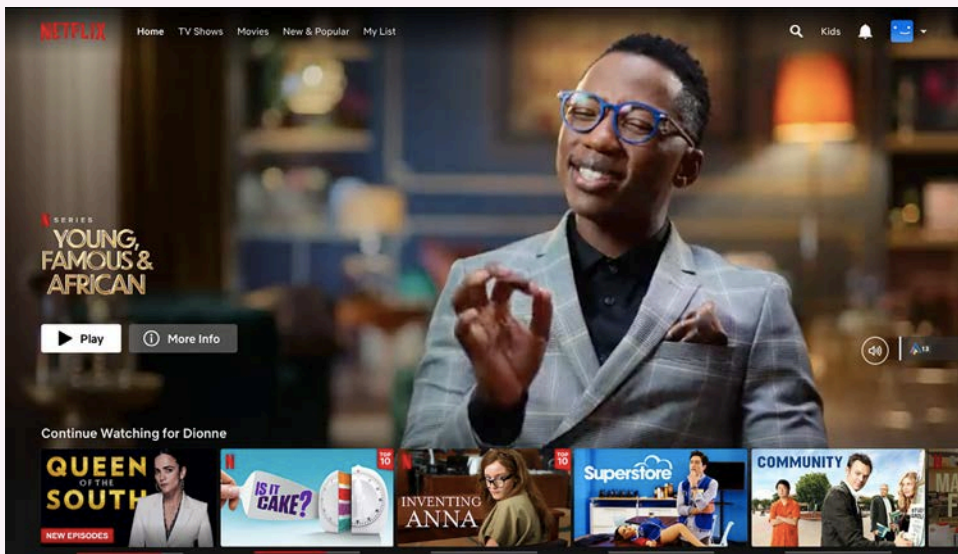 NETFLIX
Home TV Shows Movies New & Popular My List
Kids
N SERIES
YOUNG,
FAMOUS &
AFRICAN
Play
More Info
13
Continue Watching for Dionne
QUEEN
OF THE
SOUTH
NEW EPISODES
N
IS IT
CAKE?
TOP
10
N
INVENTING
ANNA
TOP
10
Superstore
COMMUNITY